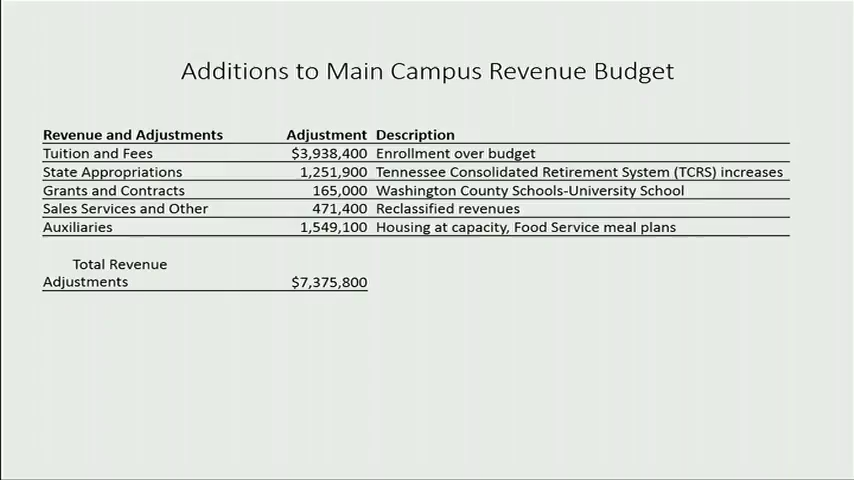 Additions to Main Campus Revenue Budget
Revenue and Adjustments Adjustment Description
Tuition and Fees $3,938,400 Enrollment over budget
State Appropriations 1,251,900 Tennessee Consolidated Retirement System (TCRS) increases
Grants and Contracts 165,000 Washington County Schools-University School
Sales Services and Other 471,400 Reclassified revenues
Auxiliaries 1,549,100 Housing at capacity, Food Service meal plans
Total Revenue
Adjustments $7,375,800